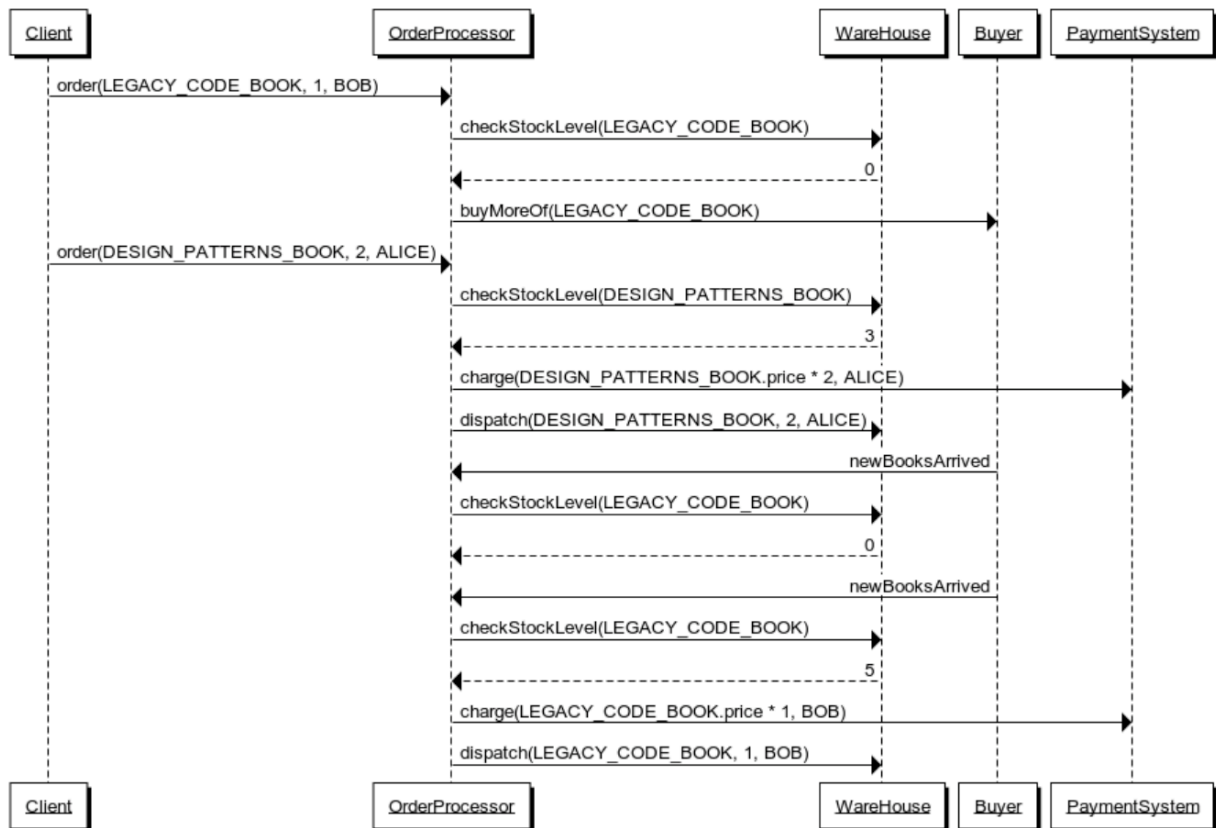 Client OrderProcessor WareHouse Buyer PaymentSystem
order(LEGACY_CODE_BOOK, 1, BOB)
checkStockLevel(LEGACY_CODE_BOOK)
0
buyMoreOf(LEGACY_CODE_BOOK)
order(DESIGN_PATTERNS_BOOK, 2, ALICE)
checkStockLevel(DESIGN_PATTERNS_BOOK)
3
charge(DESIGN_PATTERNS_BOOK.price * 2, ALICE)
dispatch(DESIGN_PATTERNS_BOOK, 2, ALICE)
newBooksArrived
checkStockLevel(LEGACY_CODE_BOOK)
0
newBooksArrived
checkStockLevel(LEGACY_CODE_BOOK)
5
charge(LEGACY_CODE_BOOK.price * 1, BOB)
dispatch(LEGACY_CODE_BOOK, 1, BOB)
Client OrderProcessor WareHouse Buyer PaymentSystem